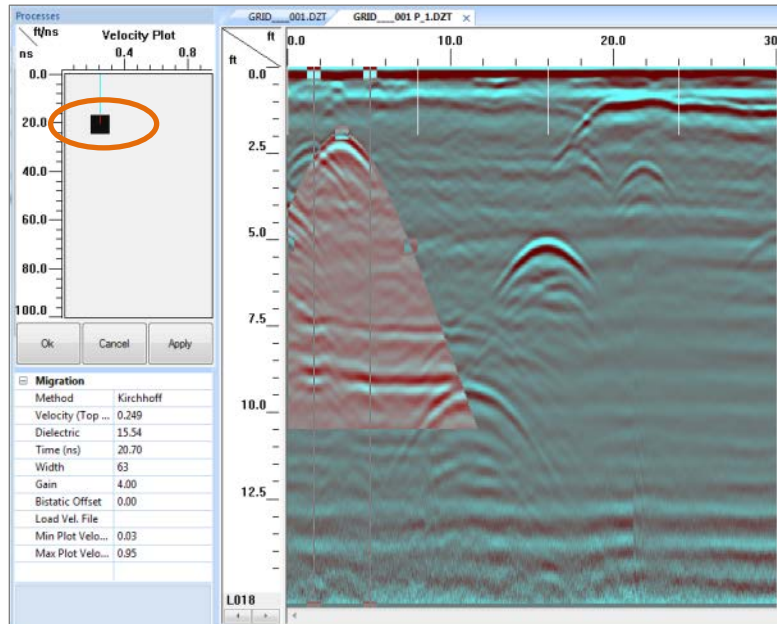 Processes
GRID___001.DZT GRID___001 P_1.DZT ×
ft/ns Velocity Plot
ns 0.4 0.8
0.0
20.0
40.0
60.0
80.0
100.0
Ok Cancel Apply
Migration
Method Kirchhoff
Velocity (Top ... 0.249
Dielectric 15.54
Time (ns) 20.70
Width 63
Gain 4.00
Bistatic Offset 0.00
Load Vel. File
Min Plot Velo... 0.03
Max Plot Velo... 0.95
ft
ft
0.0 10.0 20.0 30.0
0.0
2.5
5.0
7.5
10.0
12.5
L018